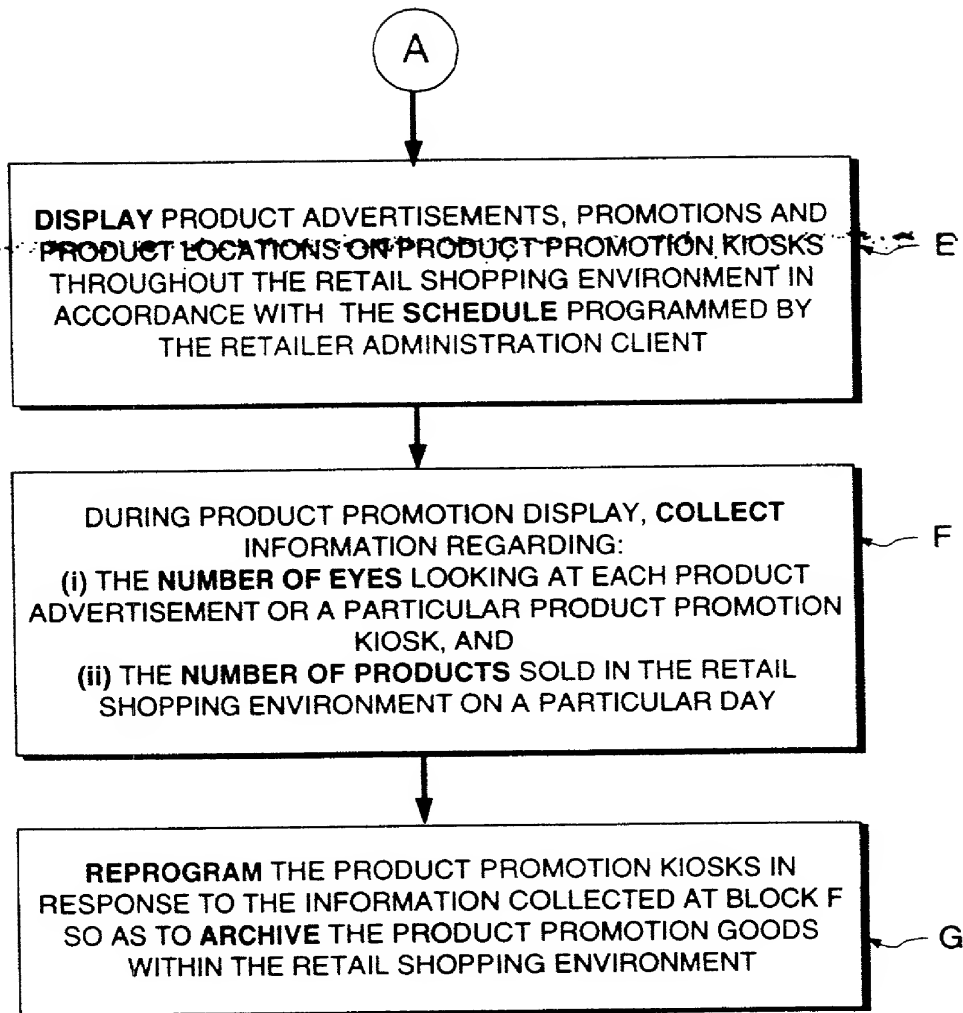 A
DISPLAY PRODUCT ADVERTISEMENTS, PROMOTIONS AND
PRODUCT LOCATIONS ON PRODUCT PROMOTION KIOSKS
THROUGHOUT THE RETAIL SHOPPING ENVIRONMENT IN
ACCORDANCE WITH THE SCHEDULE PROGRAMMED BY
THE RETAILER ADMINISTRATION CLIENT
E
DURING PRODUCT PROMOTION DISPLAY, COLLECT
INFORMATION REGARDING:
(i) THE NUMBER OF EYES LOOKING AT EACH PRODUCT
ADVERTISEMENT OR A PARTICULAR PRODUCT PROMOTION
KIOSK, AND
(ii) THE NUMBER OF PRODUCTS SOLD IN THE RETAIL
SHOPPING ENVIRONMENT ON A PARTICULAR DAY
F
REPROGRAM THE PRODUCT PROMOTION KIOSKS IN
RESPONSE TO THE INFORMATION COLLECTED AT BLOCK F
SO AS TO ARCHIVE THE PRODUCT PROMOTION GOODS
WITHIN THE RETAIL SHOPPING ENVIRONMENT
G